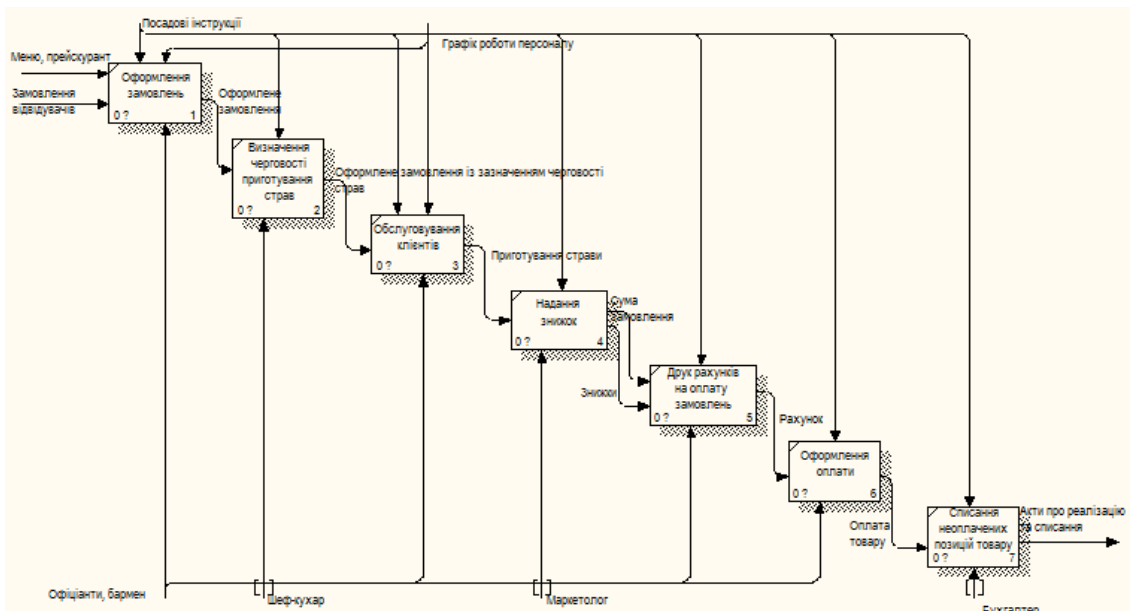 Посадові інструкції
Графік роботи персоналу
Меню, прейскурант
Замовлення
відвідувачів
Оформлення
замовлень
0 ?
1
Оформлене
замовлення
Визначення
черговості
приготування
страв
0 ?
2
Оформлене замовлення із зазначенням черговості
страв
Обслуговування
клієнтів
0 ?
3
Приготування страви
Надання
знижок
0 ?
4
Сума
замовлення
Знижки
Друк рахунків
на оплату
замовлень
0 ?
5
Рахунок
Оформлення
оплати
0 ?
6
Оплата
товару
Списання
неоплачених
позицій товару
0 ?
7
Акти про реалізацію
та списання
Офіціанти, бармен
Шеф-кухар
Маркетолог
Бухгалтер